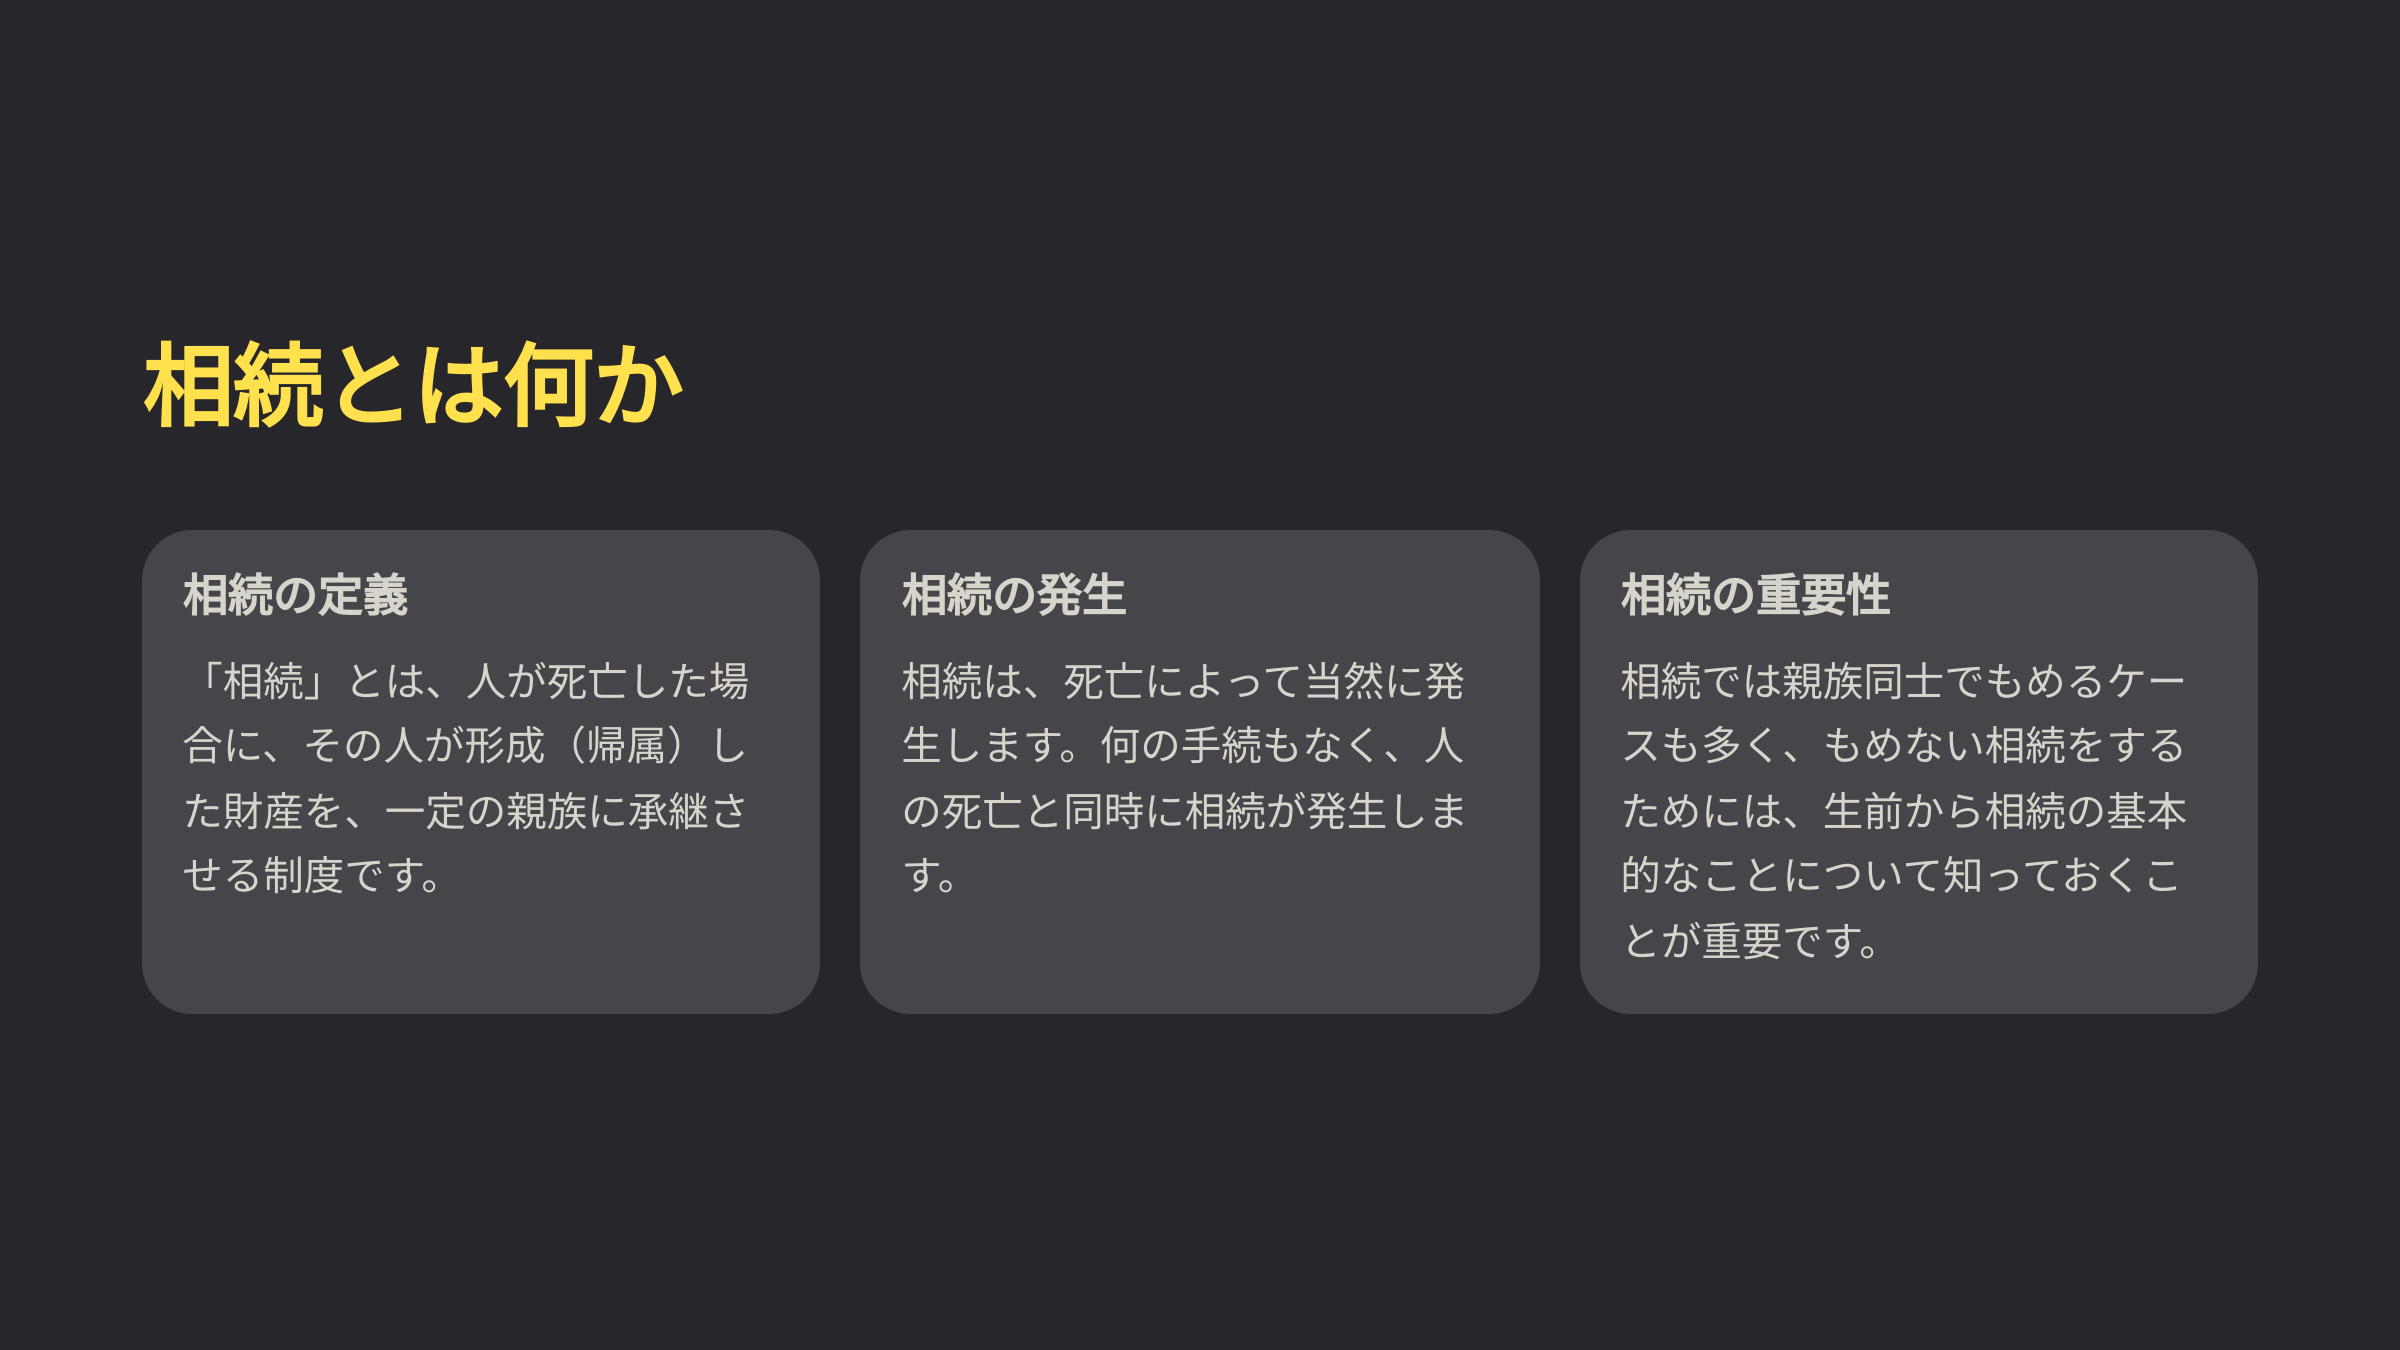 相続とは何か
相続の定義
「相続」とは、人が死亡した場
合に、その人が形成（帰属）し
た財産を、一定の親族に承継さ
せる制度です。
相続の発生
相続は、死亡によって当然に発
生します。何の手続もなく、人
の死亡と同時に相続が発生しま
す。
相続の重要性
相続では親族同士でもめるケー
スも多く、もめない相続をする
ためには、生前から相続の基本
的なことについて知っておくこ
とが重要です。